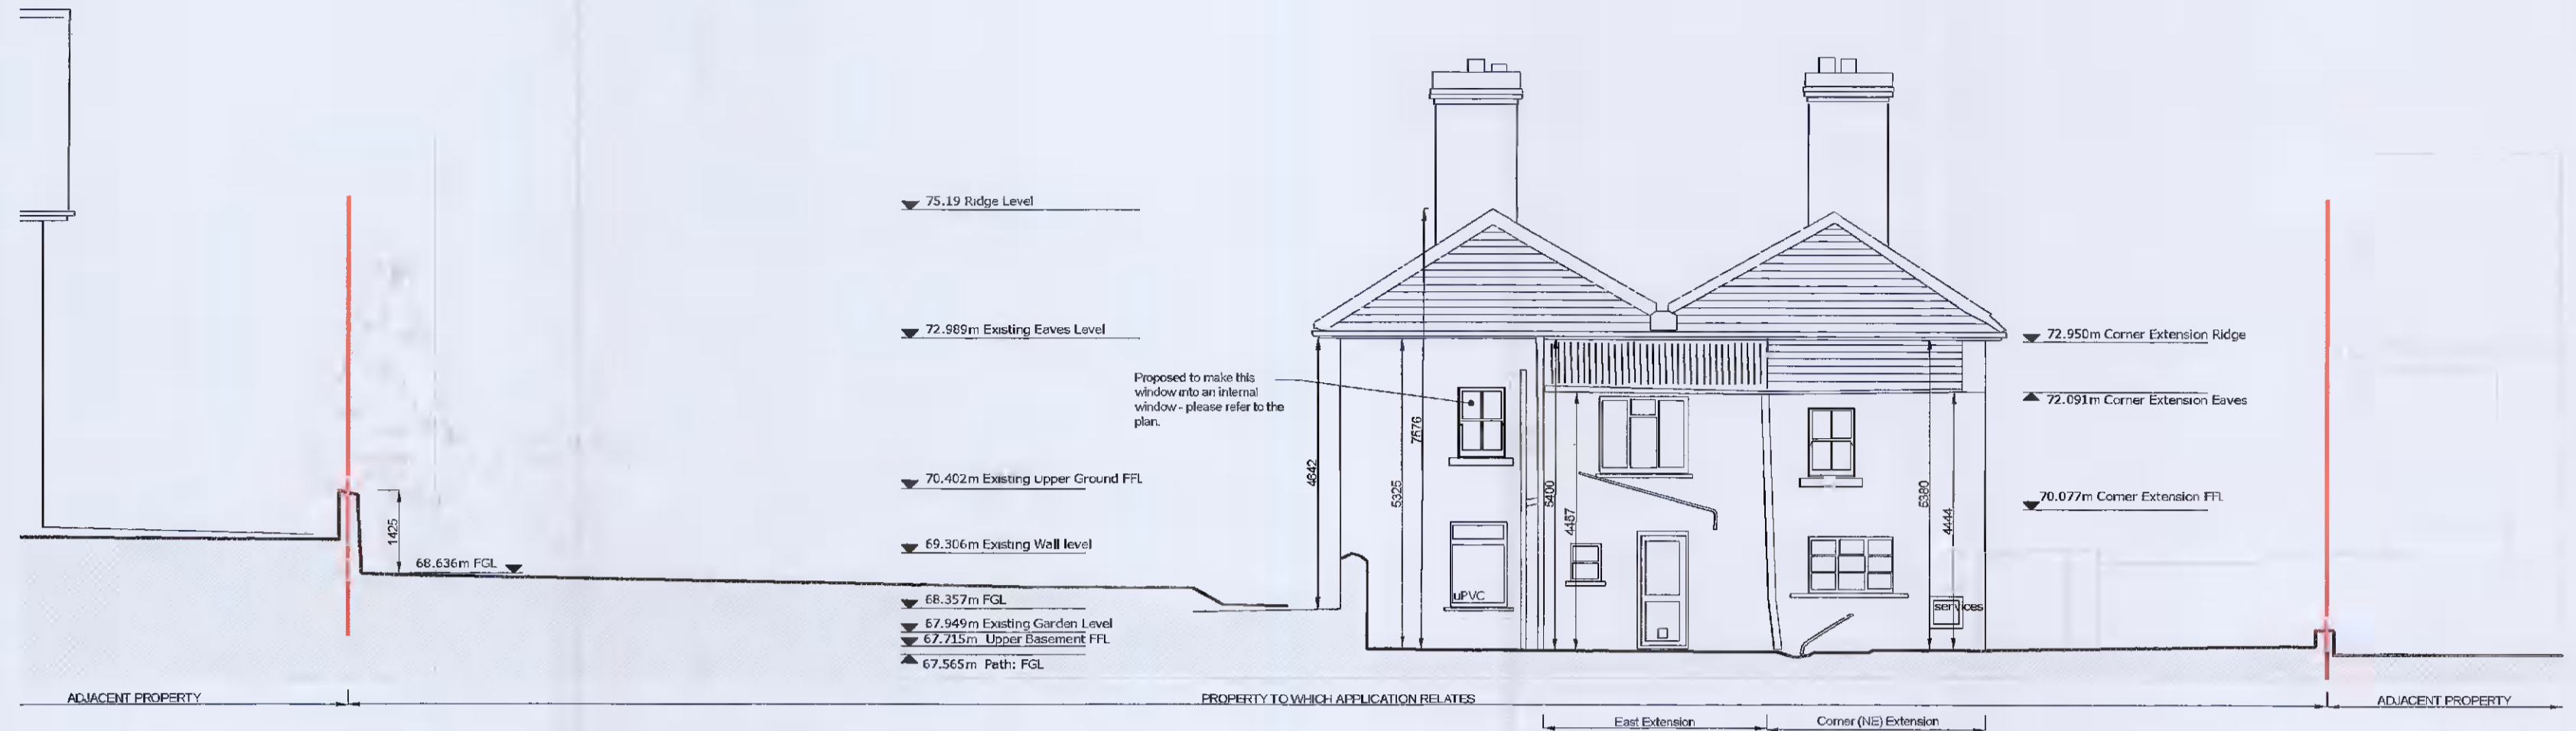 75.19 Ridge Level
72.989m Existing Eaves Level
72.950m Corner Extension Ridge
Proposed to make this
window into an internal
window - please refer to the
plan.
72.091m Corner Extension Eaves
7676
4642
5325
5400
4487
5380
4444
70.402m Existing Upper Ground FFL
70.077m Corner Extension FFL
1425
69.306m Existing Wall level
68.636m FGL
uPVC
services
68.357m FGL
67.949m Existing Garden Level
67.715m Upper Basement FFL
67.565m Path: FGL
ADJACENT PROPERTY
PROPERTY TO WHICH APPLICATION RELATES
ADJACENT PROPERTY
East Extension
Corner (NE) Extension